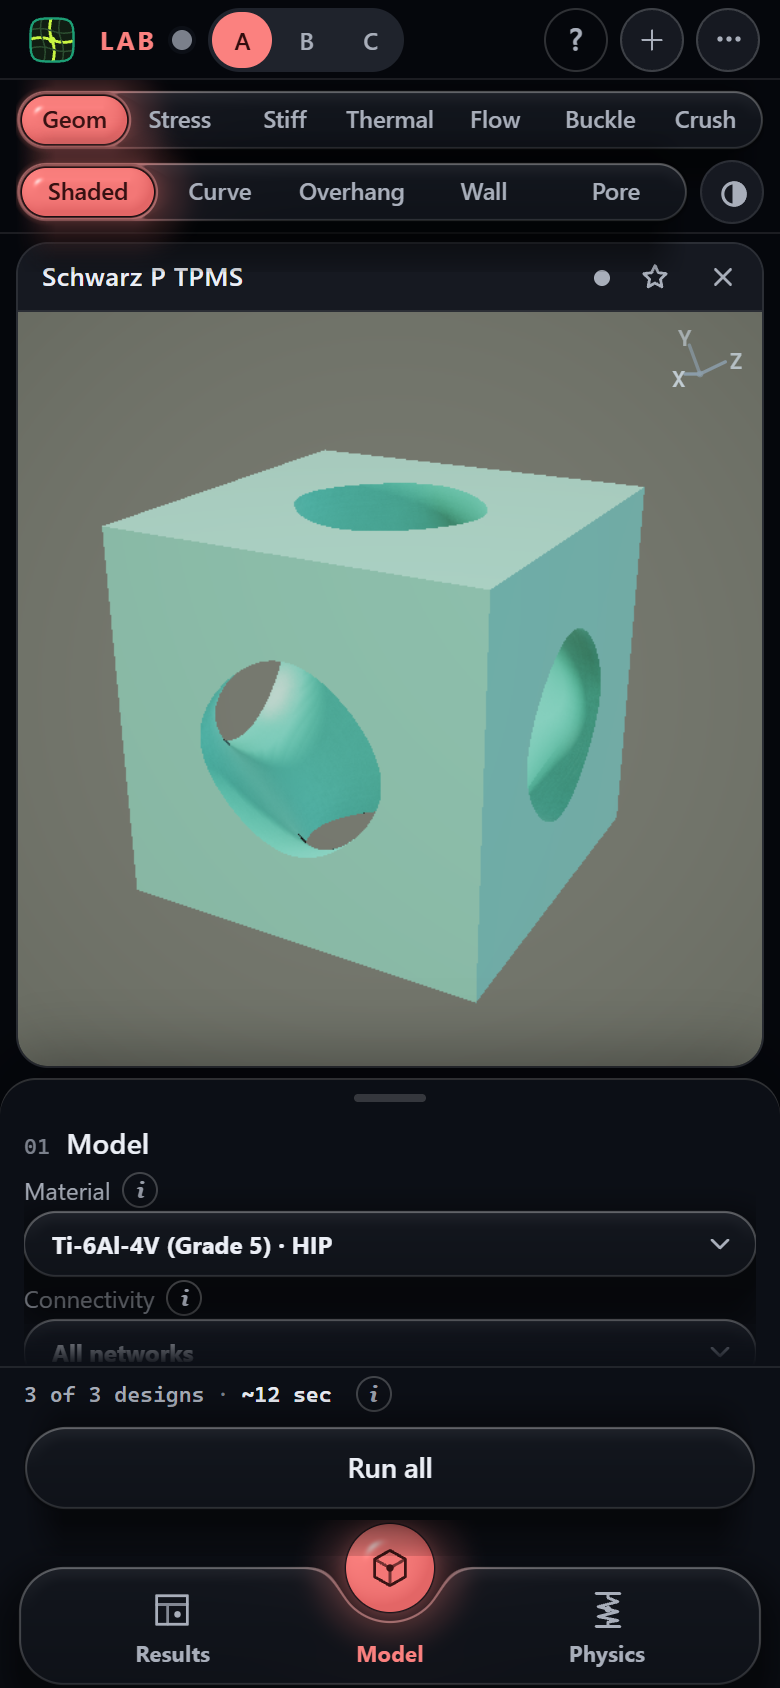 LAB A B C ? + ...
Geom Stress Stiff Thermal Flow Buckle Crush
Shaded Curve Overhang Wall Pore
Schwarz P TPMS
Y
Z
X
01 Model
Material i
Ti-6Al-4V (Grade 5) · HIP
Connectivity i
All networks
3 of 3 designs · ~12 sec i
Run all
Results Model Physics